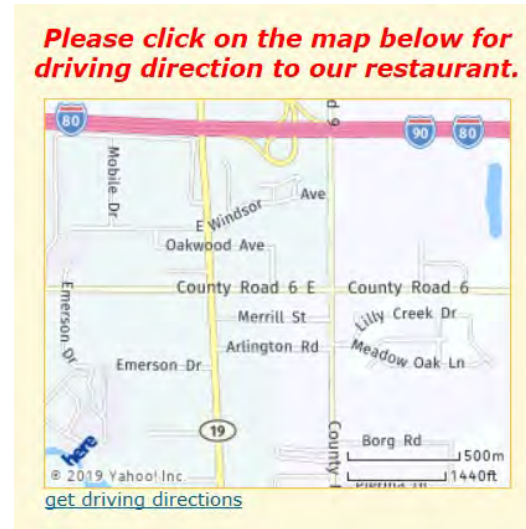 Please click on the map below for
driving direction to our restaurant.
80
90
80
d 9
Mobile Dr
Ave
E Windsor
Oakwood Ave
County Road 6 E
County Road 6
Emerson Dr
Merrill St
Lilly Creek Dr
Arlington Rd
Meadow Oak Ln
Emerson Dr
19
County
Borg Rd
500m
here
© 2019 Yahoo! Inc.
1440ft
get driving directions